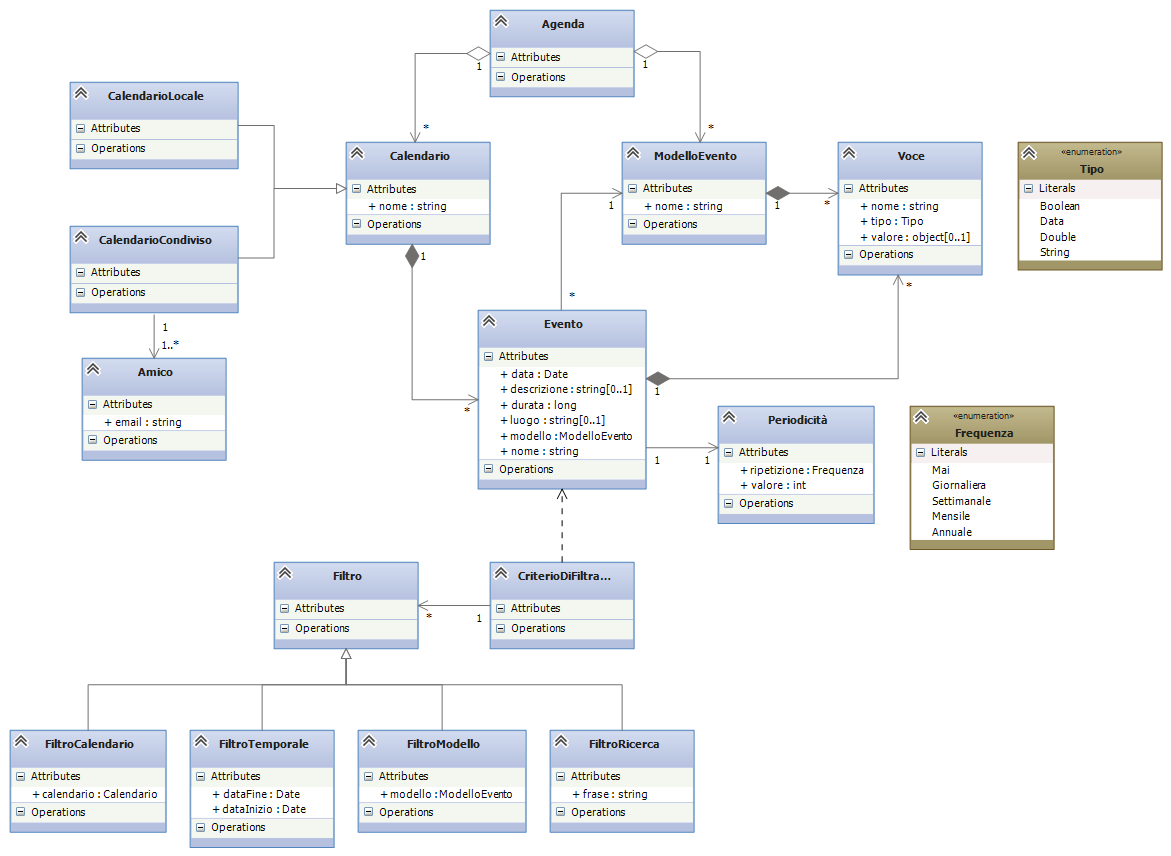 Agenda
Attributes
Operations
1
1
*
*
CalendarioLocale
Attributes
Operations
Calendario
Attributes
+ nome : string
Operations
1
ModelloEvento
Attributes
+ nome : string
Operations
1
1
*
Voce
Attributes
+ nome : string
+ tipo : Tipo
+ valore : object[0..1]
Operations
*
«enumeration»
Tipo
Literals
Boolean
Data
Double
String
CalendarioCondiviso
Attributes
Operations
1
1..*
Amico
Attributes
+ email : string
Operations
*
*
Evento
Attributes
+ data : Date
+ descrizione : string[0..1]
+ durata : long
+ luogo : string[0..1]
+ modello : ModelloEvento
+ nome : string
Operations
1
1
1
Periodicità
Attributes
+ ripetizione : Frequenza
+ valore : int
Operations
«enumeration»
Frequenza
Literals
Mai
Giornaliera
Settimanale
Mensile
Annuale
Filtro
Attributes
Operations
*
1
CriterioDiFiltra...
Attributes
Operations
FiltroCalendario
Attributes
+ calendario : Calendario
Operations
FiltroTemporale
Attributes
+ dataFine : Date
+ dataInizio : Date
Operations
FiltroModello
Attributes
+ modello : ModelloEvento
Operations
FiltroRicerca
Attributes
+ frase : string
Operations